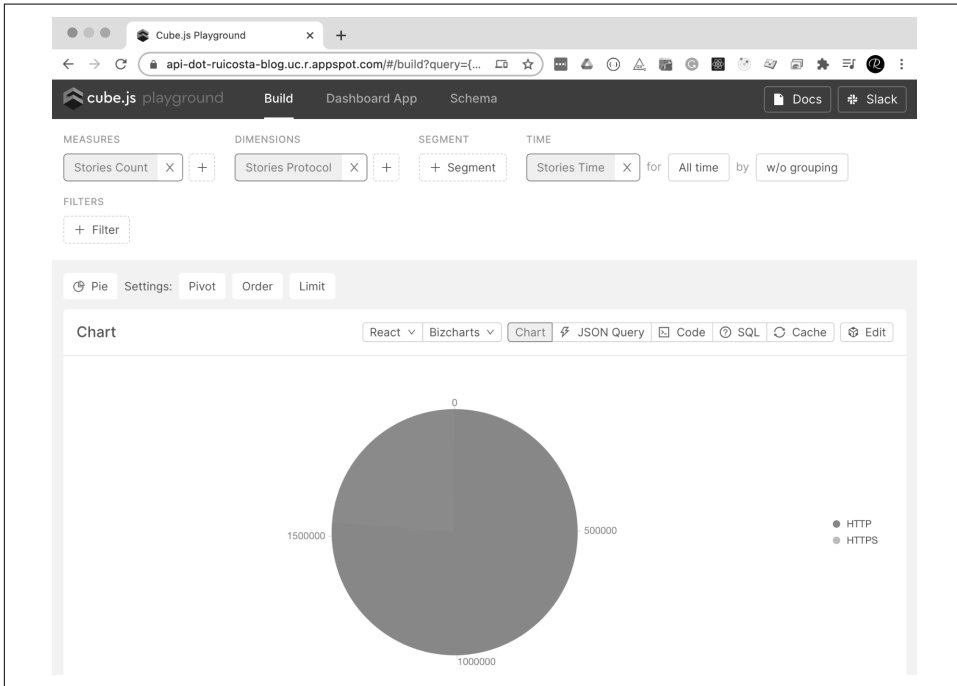 Cube.js Playground
api-dot-ruicosta-blog.uc.r.appspot.com/#/build?query={...
cube.js playground Build Dashboard App Schema Docs Slack
MEASURES DIMENSIONS SEGMENT TIME
Stories Count X + Stories Protocol X + + Segment Stories Time X for All time by w/o grouping
FILTERS
+ Filter
Pie Settings: Pivot Order Limit
Chart React Bizcharts Chart JSON Query Code SQL Cache Edit
0
500000
1500000
HTTP
HTTPS
1000000